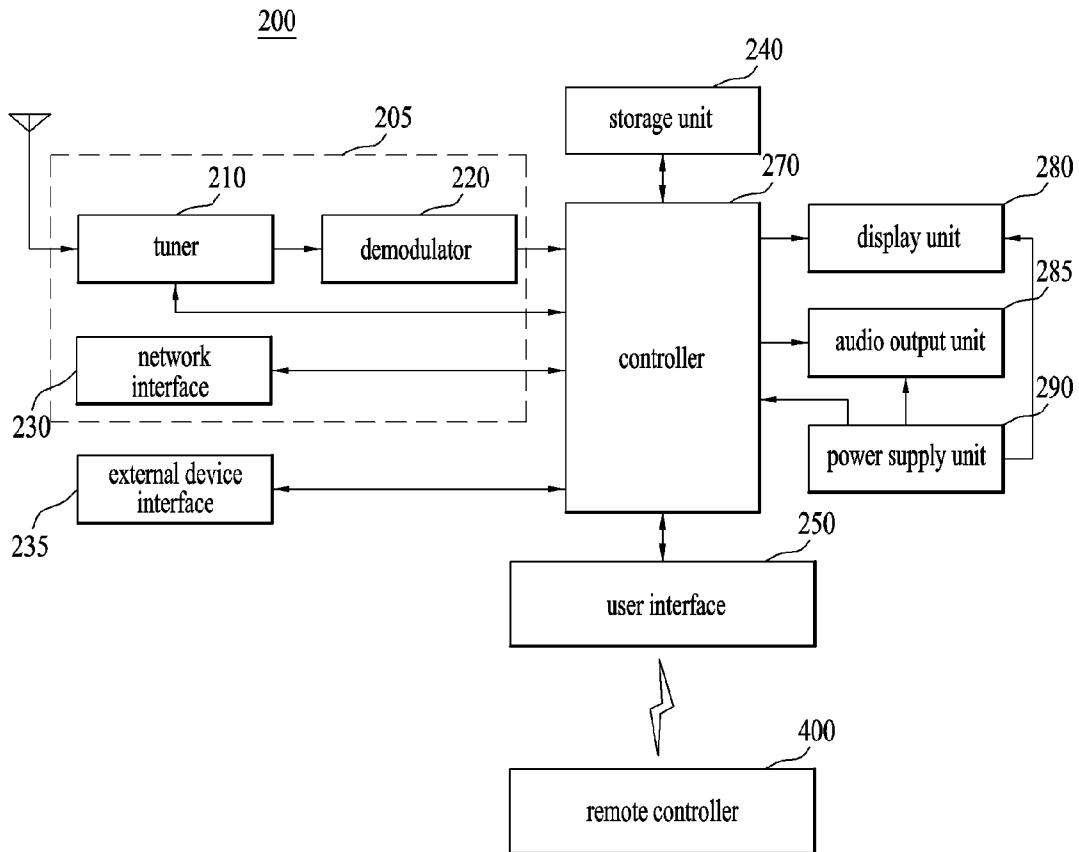 200
240
storage unit
205
210
tuner
220
demodulator
270
controller
280
display unit
285
audio output unit
290
power supply unit
network
interface
230
external device
interface
235
250
user interface
400
remote controller